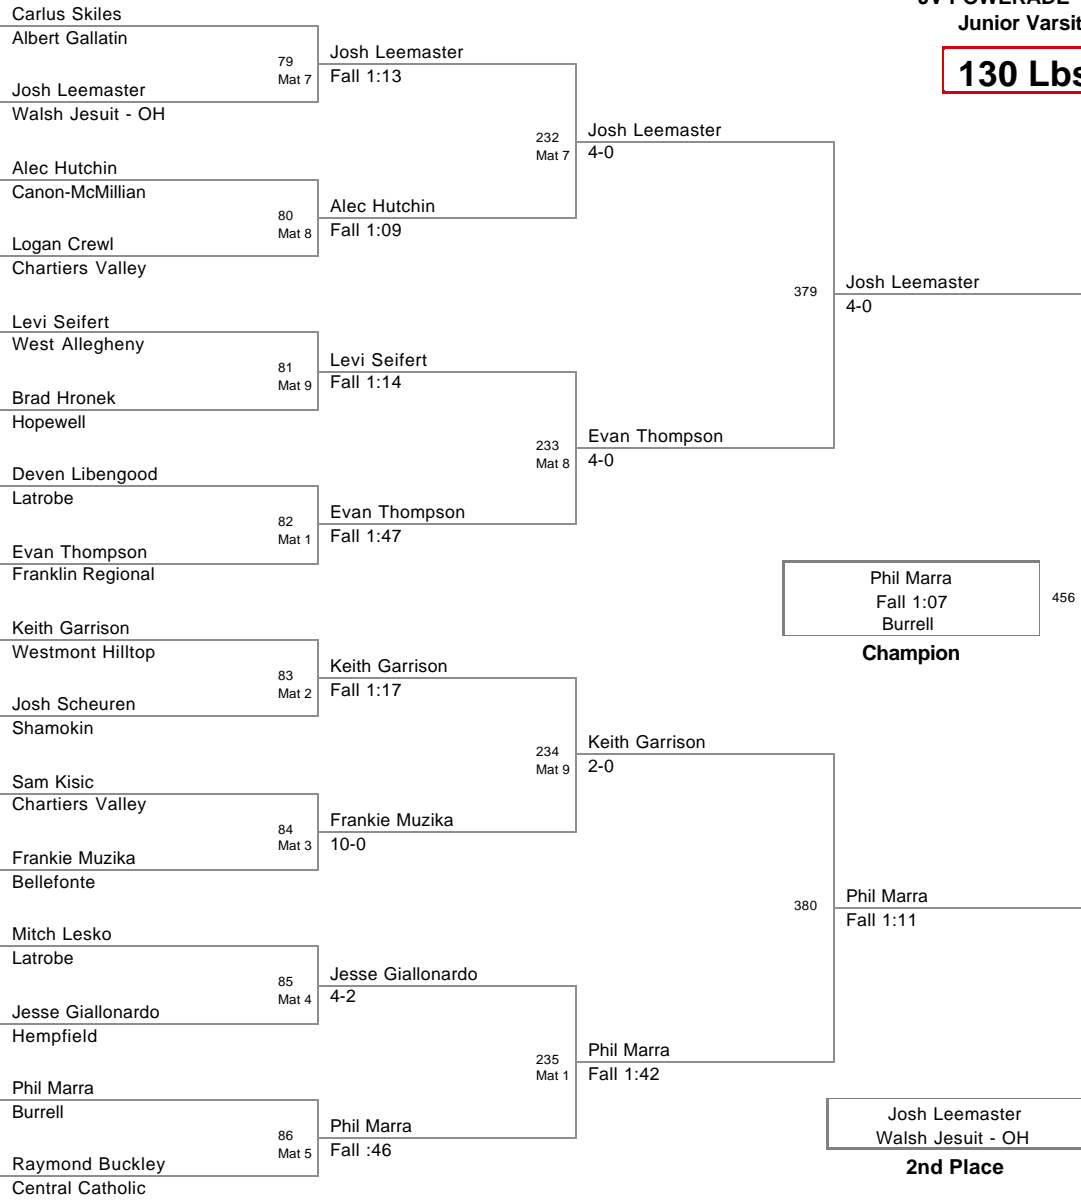 JV POWERADE
Junior Varsit
130 Lbs
Carlus Skiles
Albert Gallatin
79
Mat 7
Josh Leemaster
Walsh Jesuit - OH
Josh Leemaster
Fall 1:13
Alec Hutchin
Canon-McMillian
80
Mat 8
Logan Crewl
Chartiers Valley
Alec Hutchin
Fall 1:09
232
Mat 7
Josh Leemaster
4-0
Levi Seifert
West Allegheny
81
Mat 9
Brad Hronek
Hopewell
Levi Seifert
Fall 1:14
Deven Libengood
Latrobe
82
Mat 1
Evan Thompson
Franklin Regional
Evan Thompson
Fall 1:47
233
Mat 8
Evan Thompson
4-0
379
Josh Leemaster
4-0
Keith Garrison
Westmont Hilltop
83
Mat 2
Josh Scheuren
Shamokin
Keith Garrison
Fall 1:17
Sam Kisic
Chartiers Valley
84
Mat 3
Frankie Muzika
Bellefonte
Frankie Muzika
10-0
234
Mat 9
Keith Garrison
2-0
Mitch Lesko
Latrobe
85
Mat 4
Jesse Giallonardo
Hempfield
Jesse Giallonardo
4-2
Phil Marra
Burrell
86
Mat 5
Raymond Buckley
Central Catholic
Phil Marra
Fall :46
235
Mat 1
Phil Marra
Fall 1:42
380
Phil Marra
Fall 1:11
Phil Marra
Fall 1:07
Burrell
456
Champion
Josh Leemaster
Walsh Jesuit - OH
2nd Place